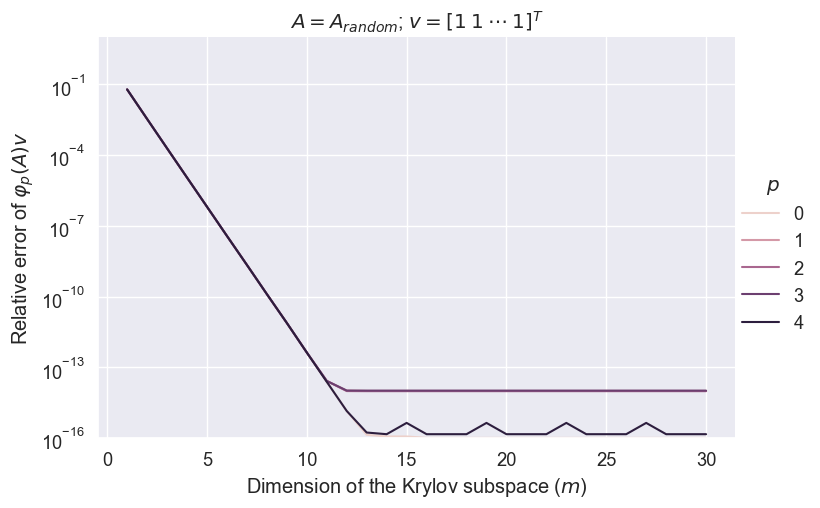 A = A_random; v = [1 1 ⋯ 1]^T
Relative error of φ_p(A)v
10^−1
10^−4
10^−7
10^−10
10^−13
10^−16
0 5 10 15 20 25 30
Dimension of the Krylov subspace (m)
p
0
1
2
3
4